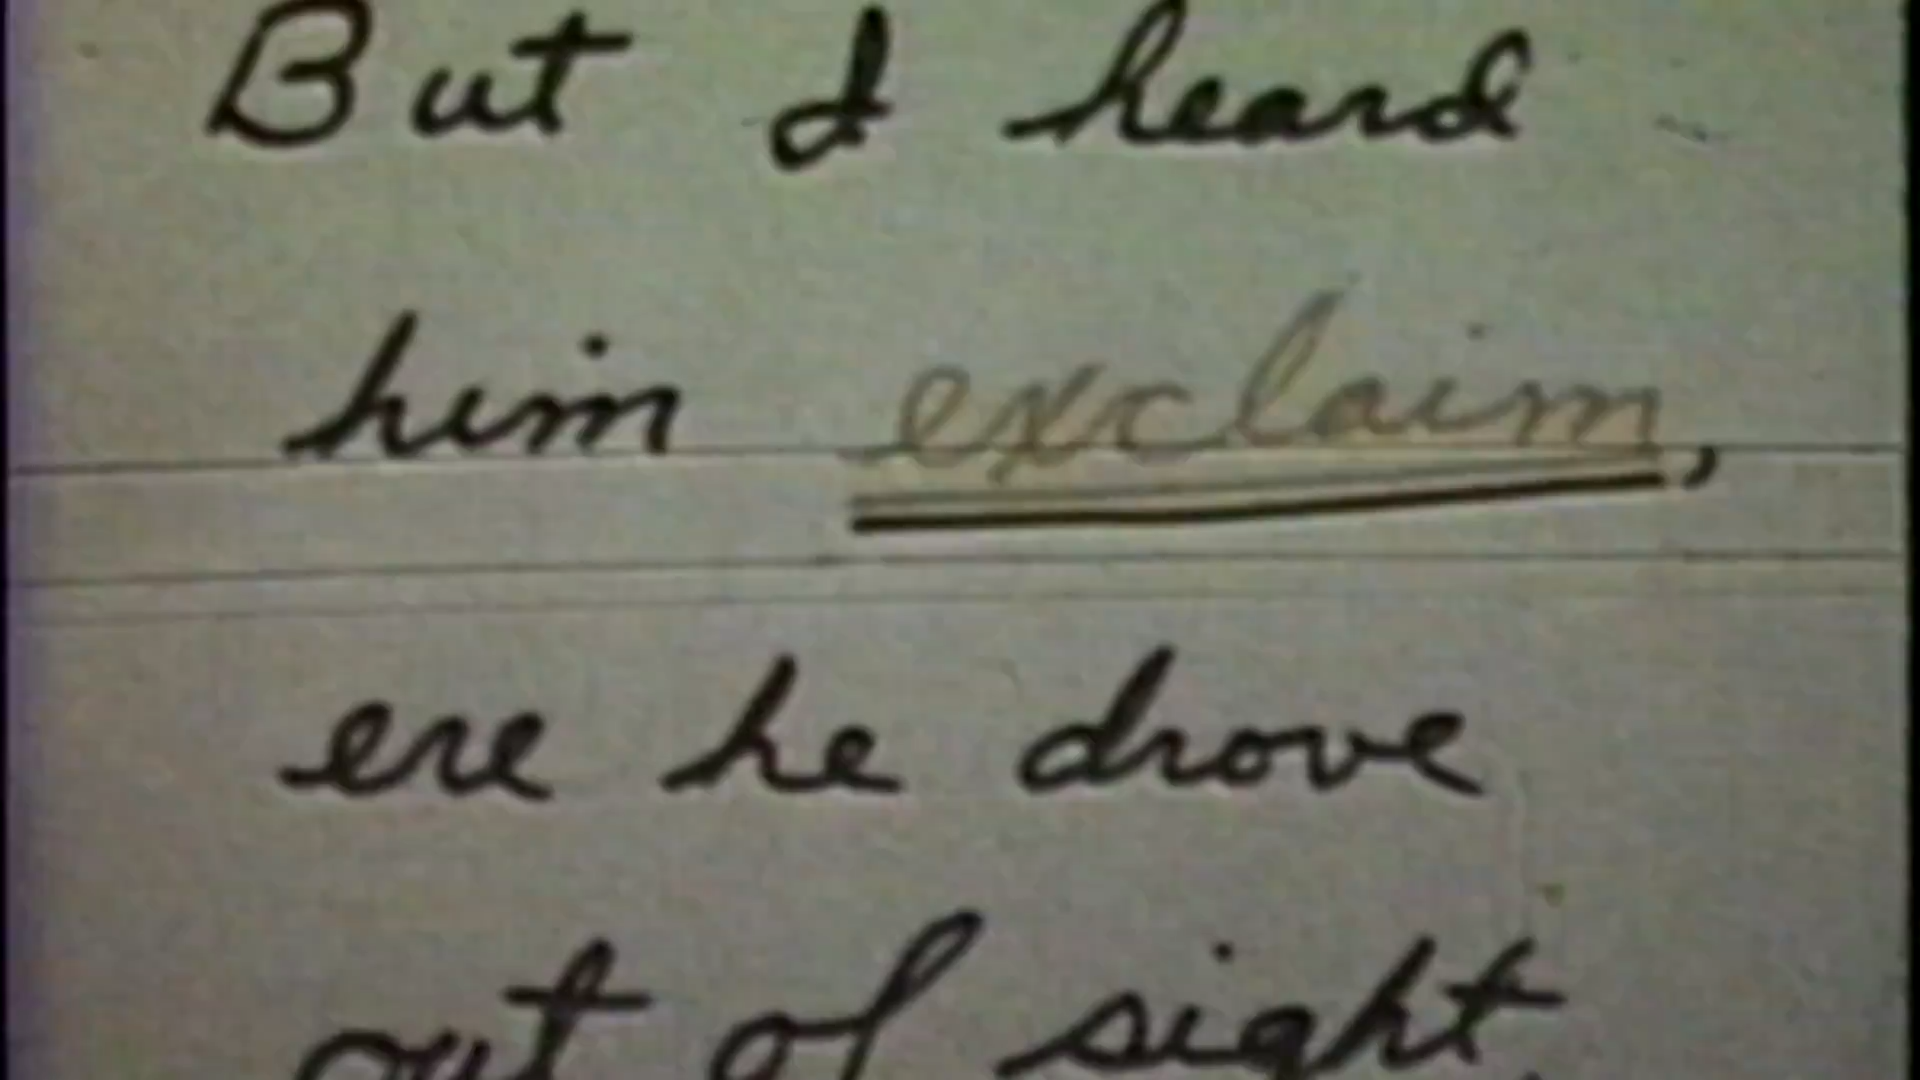 But I heard
him exclaim,
ere he drove
out of sight,